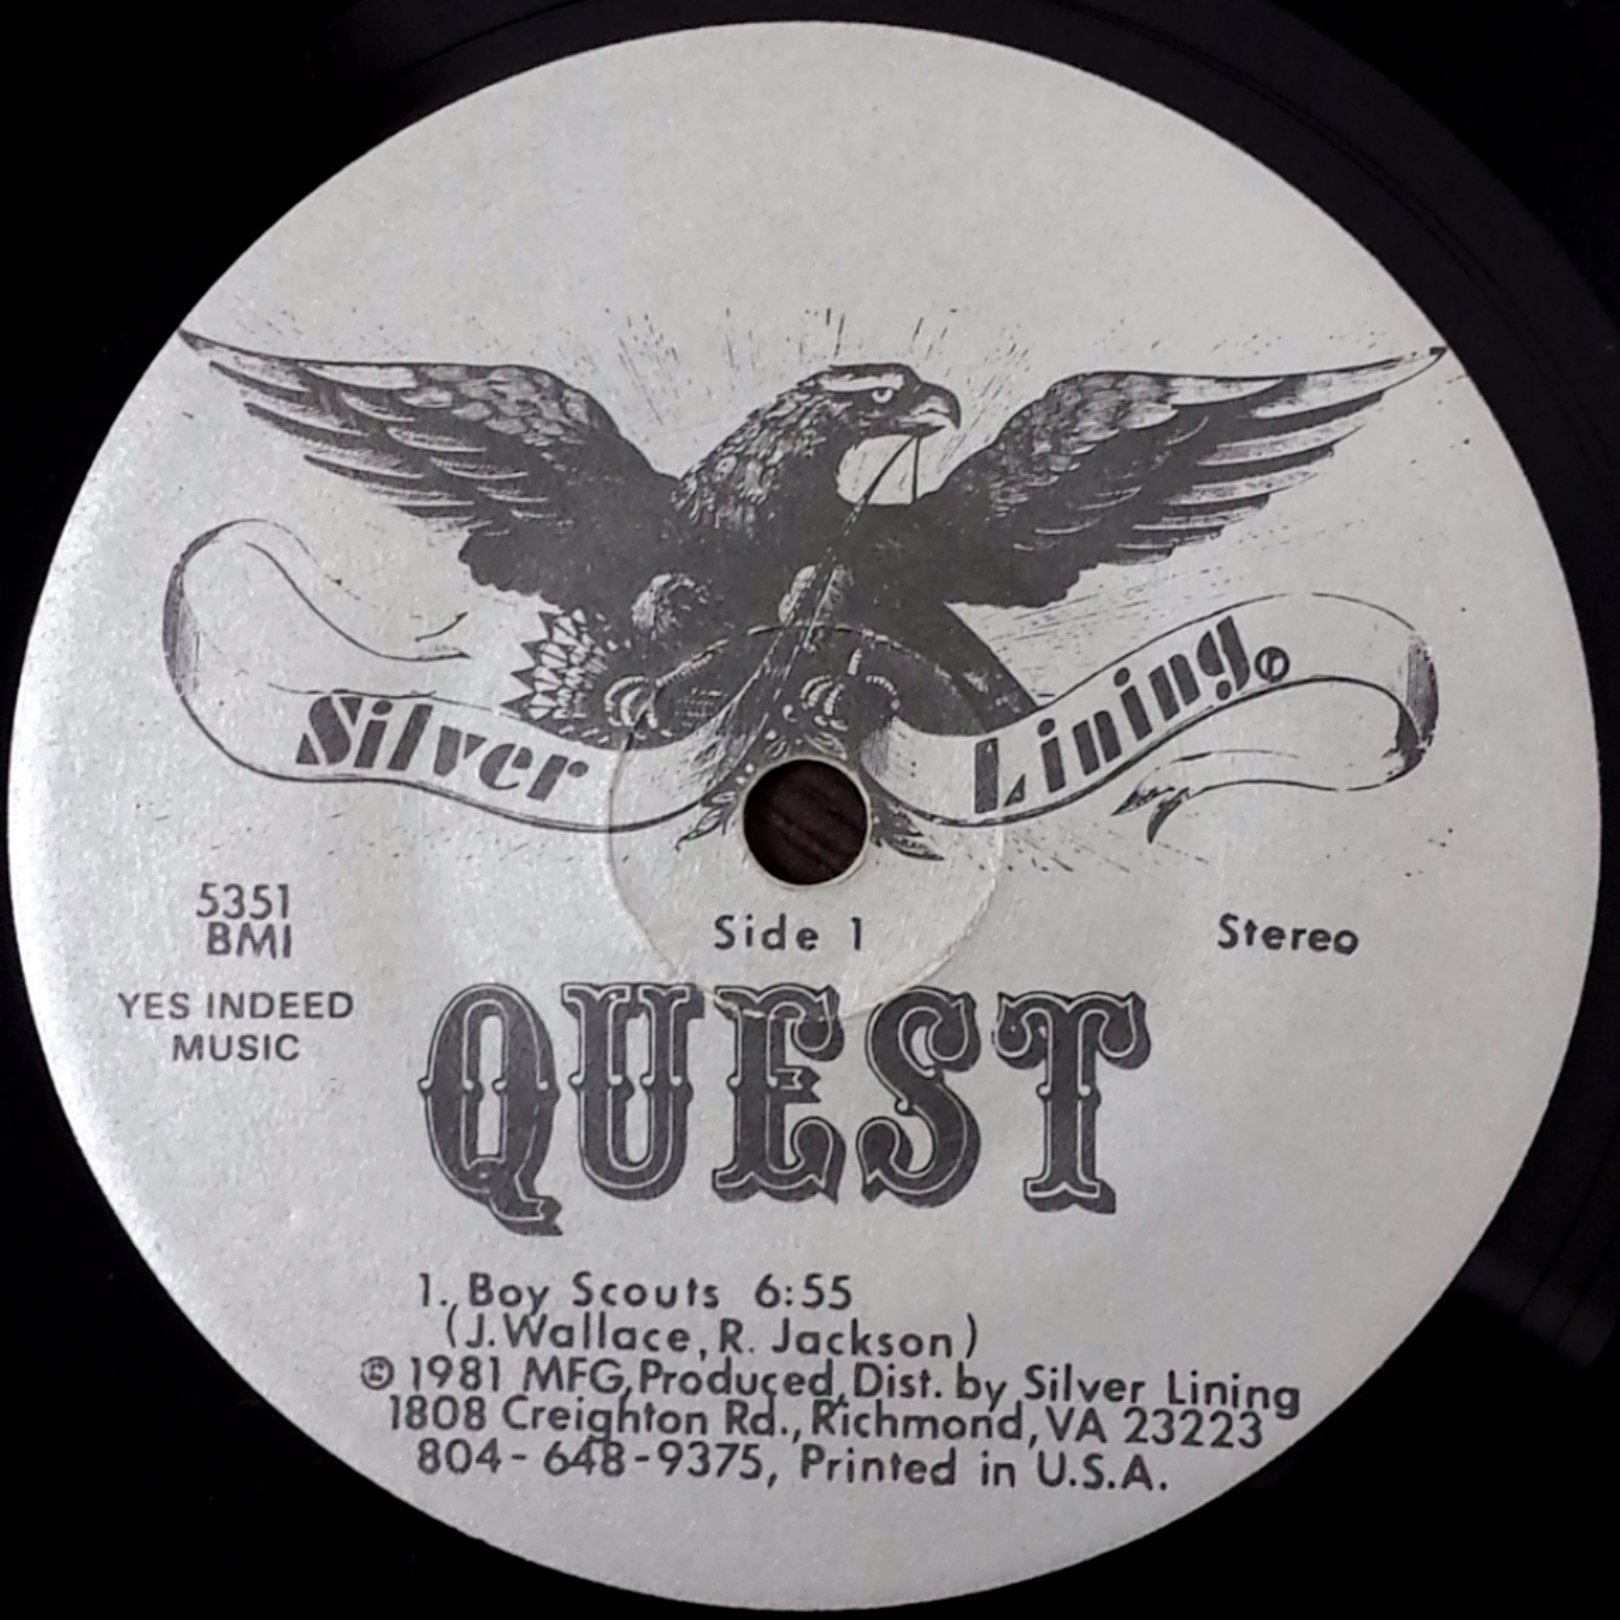 Silver Lining®
5351
BMI
Side 1
Stereo
YES INDEED
MUSIC
QUEST
1. Boy Scouts 6:55
(J. Wallace, R. Jackson)
℗ 1981 MFG, Produced, Dist. by Silver Lining
1808 Creighton Rd., Richmond, VA 23223
804-648-9375, Printed in U.S.A.